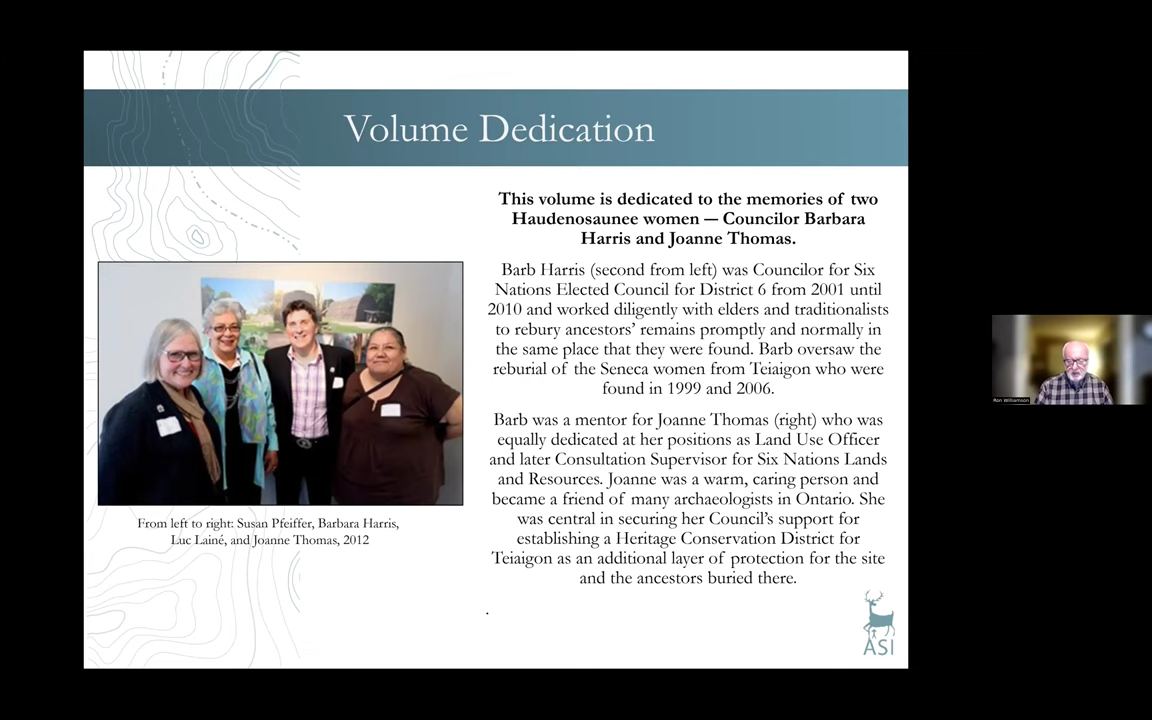 Volume Dedication
This volume is dedicated to the memories of two
Haudenosaunee women — Councilor Barbara
Harris and Joanne Thomas.
Barb Harris (second from left) was Councilor for Six
Nations Elected Council for District 6 from 2001 until
2010 and worked diligently with elders and traditionalists
to rebury ancestors' remains promptly and normally in
the same place that they were found. Barb oversaw the
reburial of the Seneca women from Teiaigon who were
found in 1999 and 2006.
Barb was a mentor for Joanne Thomas (right) who was
equally dedicated at her positions as Land Use Officer
and later Consultation Supervisor for Six Nations Lands
and Resources. Joanne was a warm, caring person and
became a friend of many archaeologists in Ontario. She
was central in securing her Council's support for
establishing a Heritage Conservation District for
Teiaigon as an additional layer of protection for the site
and the ancestors buried there.
.
From left to right: Susan Pfeiffer, Barbara Harris,
Luc Lainé, and Joanne Thomas, 2012
ASI
Ron Williamson